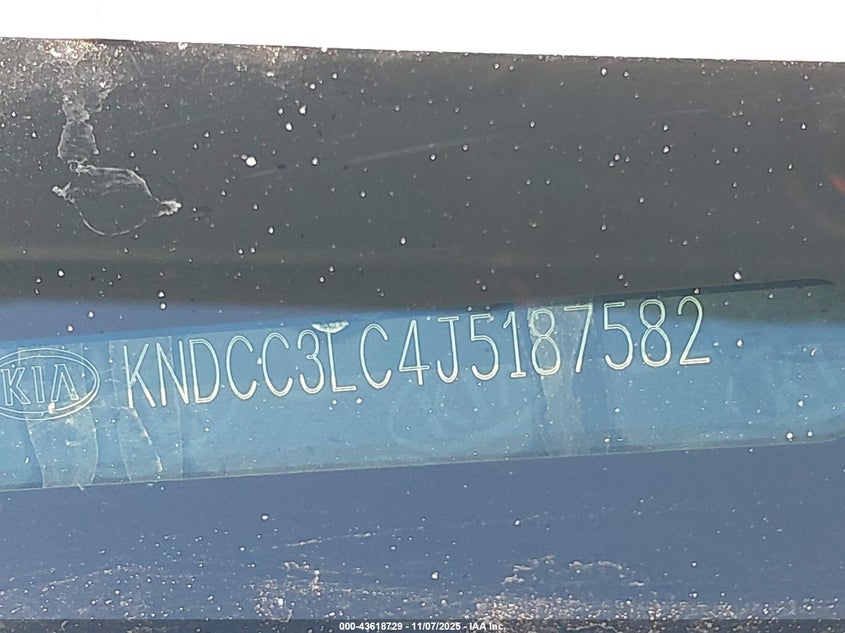 KIA KNDCC3LC4J5187582
000-43618729 - 11/07/2025 - IAA Inc.